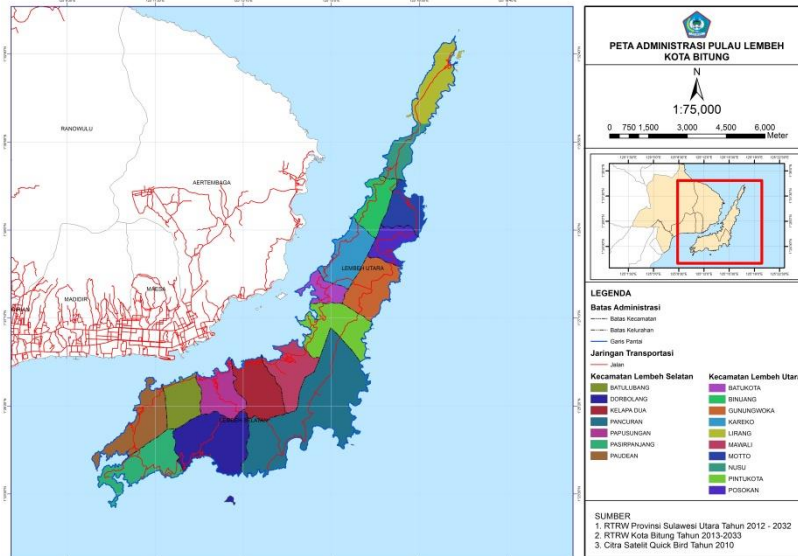 RANOWULU
AERTEMBAGA
MADIDIR
MAESA
LEMBEH UTARA
PETA ADMINISTRASI PULAU LEMBEH
KOTA BITUNG
N
1:75,000
0 750 1,500 3,000 4,500 6,000
Meter
LEGENDA
Batas Administrasi
Batas Kecamatan
Batas Kelurahan
Garis Pantai
Jaringan Transportasi
Jalan
Kecamatan Lembeh Selatan
BATULUBANG
DORBOLANG
KELAPA DUA
PANCURAN
PAPUSUNGAN
PASIRPANJANG
PAUDEAN
Kecamatan Lembeh Utara
BATUKOTA
BINUANG
GUNUNGWOKA
KAREKO
LIRANG
MAWALI
MOTTO
NUSU
PINTUKOTA
POSOKAN
SUMBER
1. RTRW Provinsi Sulawesi Utara Tahun 2012 - 2032
2. RTRW Kota Bitung Tahun 2013-2033
3. Citra Satelit Quick Bird Tahun 2010